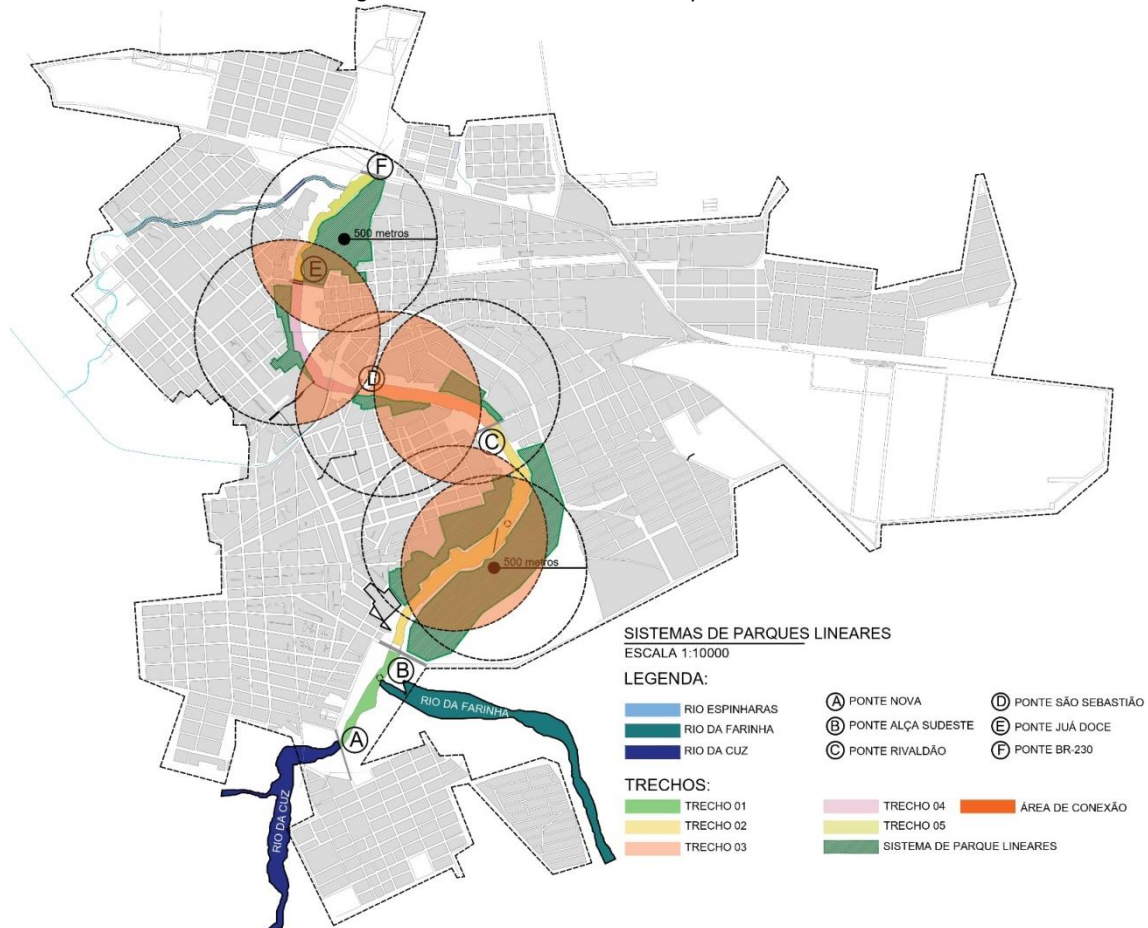 F
500 metros
E
D
C
500 metros
B
RIO DA FARINHA
A
RIO DA CUZ
SISTEMAS DE PARQUES LINEARES
ESCALA 1:10000
LEGENDA:
RIO ESPINHARAS
RIO DA FARINHA
RIO DA CUZ
A PONTE NOVA
B PONTE ALÇA SUDESTE
C PONTE RIVALDÃO
D PONTE SÃO SEBASTIÃO
E PONTE JUÁ DOCE
F PONTE BR-230
TRECHOS:
TRECHO 01
TRECHO 02
TRECHO 03
TRECHO 04
TRECHO 05
SISTEMA DE PARQUE LINEARES
ÁREA DE CONEXÃO